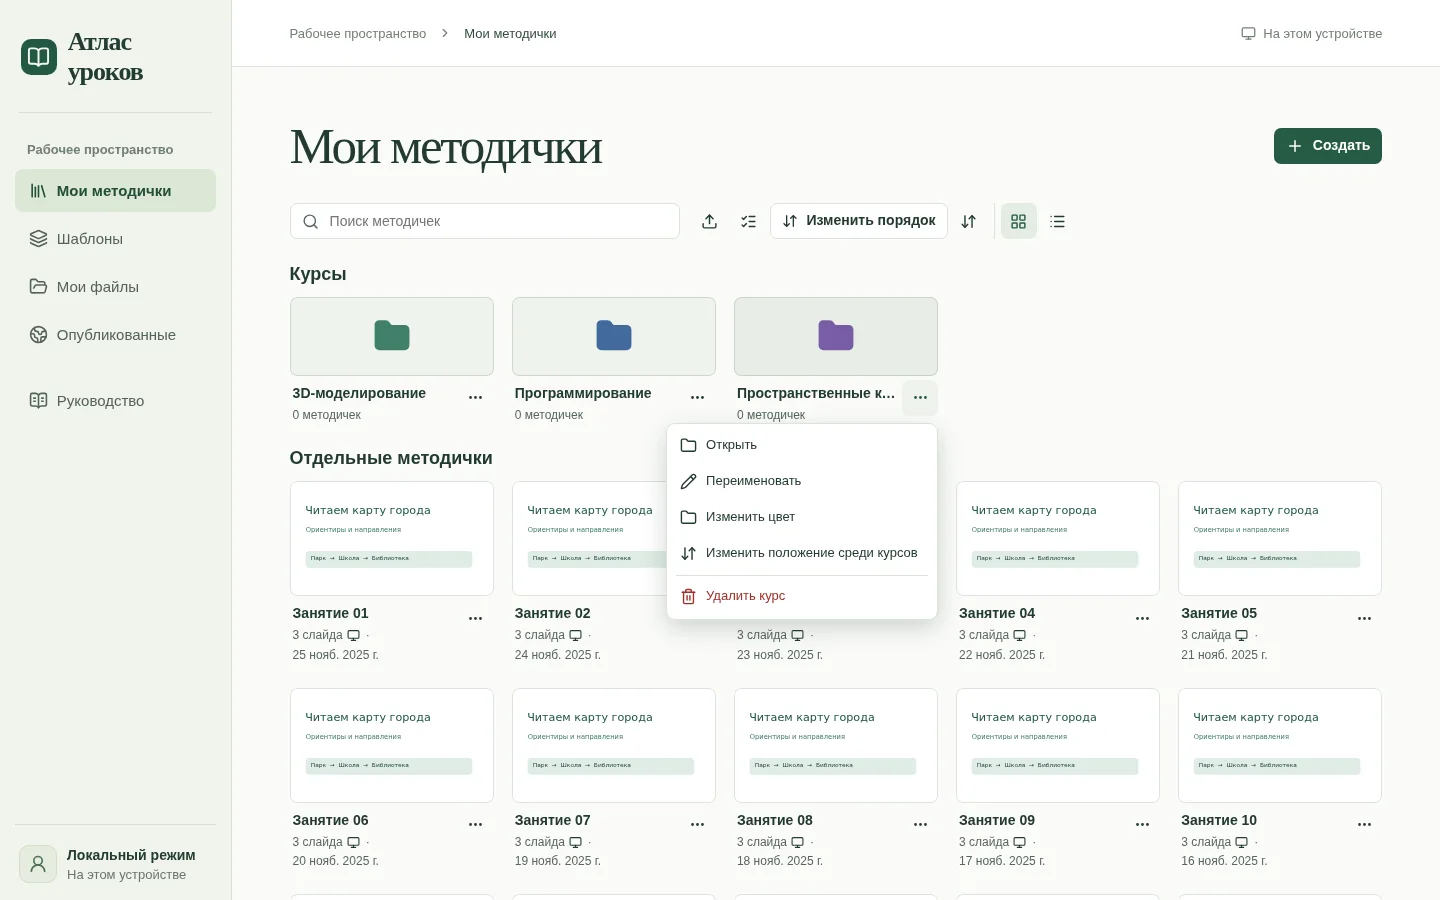 Атлас
уроков
Рабочее пространство
Мои методички
Шаблоны
Мои файлы
Опубликованные
Руководство
Локальный режим
На этом устройстве
Рабочее пространство > Мои методички
На этом устройстве
Мои методички
Создать
Поиск методичек
Изменить порядок
Курсы
3D-моделирование
0 методичек
Программирование
0 методичек
Пространственные к...
0 методичек
Открыть
Переименовать
Изменить цвет
Изменить положение среди курсов
Удалить курс
Отдельные методички
Читаем карту города
Ориентиры и направления
Парк → Школа → Библиотека
Занятие 01
3 слайда ·
25 нояб. 2025 г.
Читаем карту города
Ориентиры и направления
Парк → Школа → Библиотека
Занятие 02
3 слайда ·
24 нояб. 2025 г.
3 слайда ·
23 нояб. 2025 г.
Читаем карту города
Ориентиры и направления
Парк → Школа → Библиотека
Занятие 04
3 слайда ·
22 нояб. 2025 г.
Читаем карту города
Ориентиры и направления
Парк → Школа → Библиотека
Занятие 05
3 слайда ·
21 нояб. 2025 г.
Читаем карту города
Ориентиры и направления
Парк → Школа → Библиотека
Занятие 06
3 слайда ·
20 нояб. 2025 г.
Читаем карту города
Ориентиры и направления
Парк → Школа → Библиотека
Занятие 07
3 слайда ·
19 нояб. 2025 г.
Читаем карту города
Ориентиры и направления
Парк → Школа → Библиотека
Занятие 08
3 слайда ·
18 нояб. 2025 г.
Читаем карту города
Ориентиры и направления
Парк → Школа → Библиотека
Занятие 09
3 слайда ·
17 нояб. 2025 г.
Читаем карту города
Ориентиры и направления
Парк → Школа → Библиотека
Занятие 10
3 слайда ·
16 нояб. 2025 г.